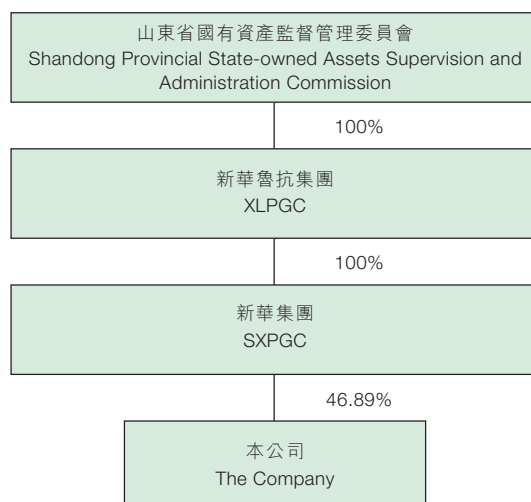 山東省國有資產監督管理委員會
Shandong Provincial State-owned Assets Supervision and
Administration Commission
100%
新華魯抗集團
XLPGC
100%
新華集團
SXPGC
46.89%
本公司
The Company